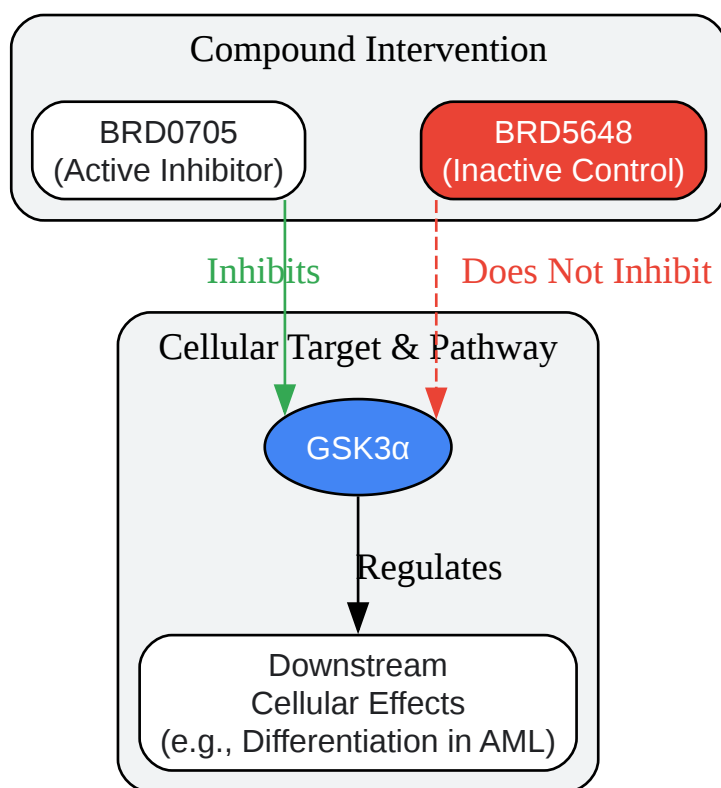 Compound Intervention
BRD0705
(Active Inhibitor)
BRD5648
(Inactive Control)
Inhibits
Does Not Inhibit
Cellular Target & Pathway
GSK3α
Regulates
Downstream
Cellular Effects
(e.g., Differentiation in AML)